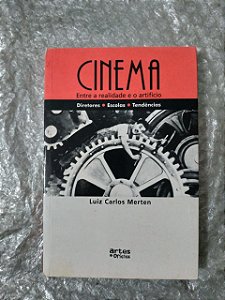 CINEMA
Entre a realidade e o artifício
Diretores • Escolas • Tendências
Luiz Carlos Merten
artes
e Ofícios